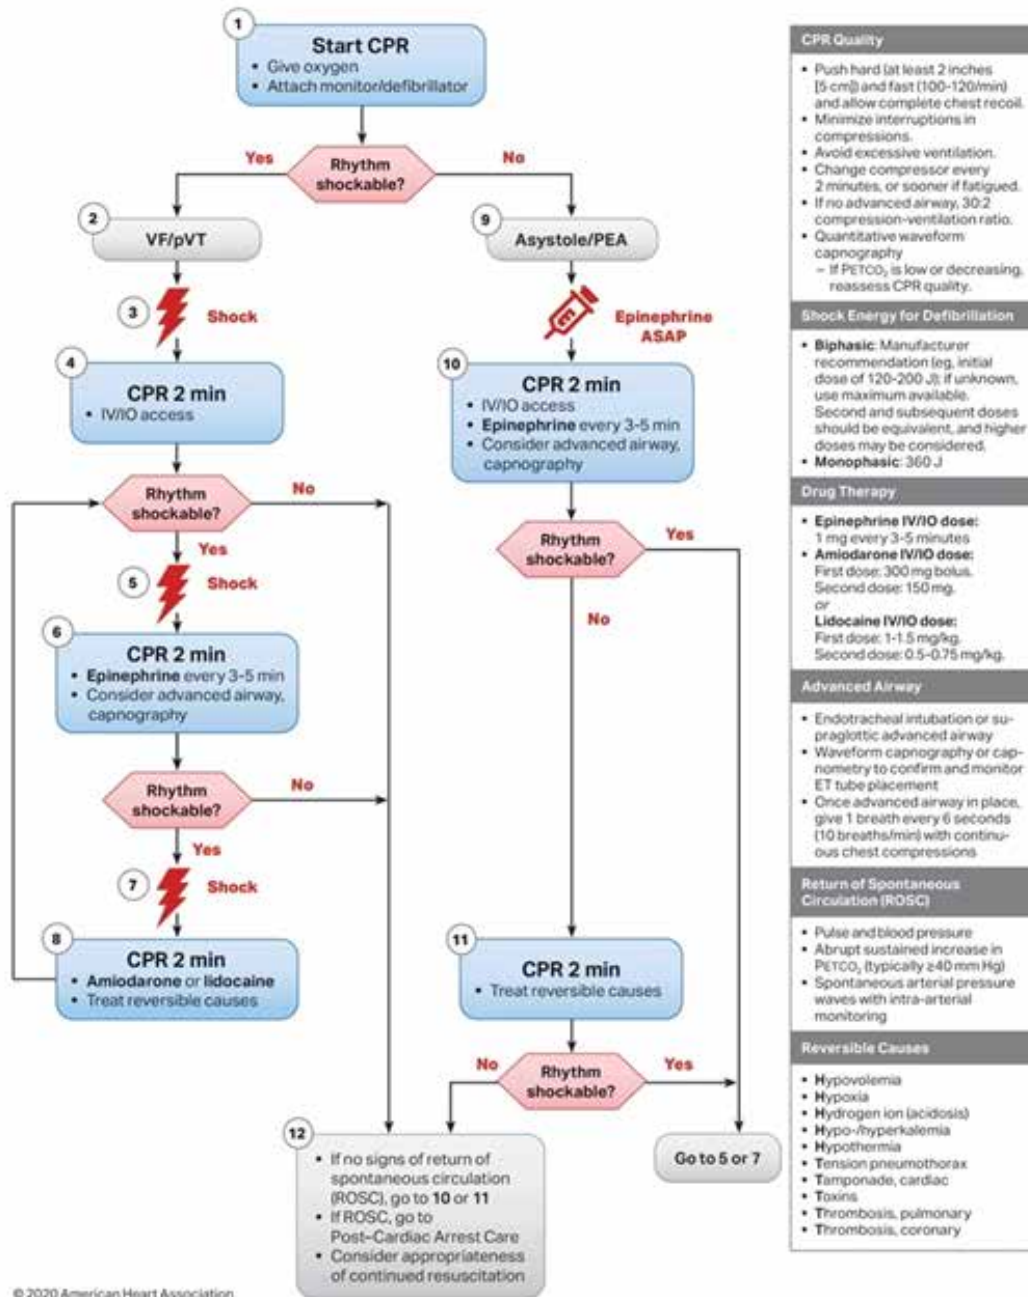 1
Start CPR
• Give oxygen
• Attach monitor/defibrillator
Yes
Rhythm
shockable?
No
2
VF/pVT
9
Asystole/PEA
3
Shock
Epinephrine
ASAP
4
CPR 2 min
• IV/IO access
10
CPR 2 min
• IV/IO access
• Epinephrine every 3-5 min
• Consider advanced airway,
capnography
Rhythm
shockable?
No
Yes
Rhythm
shockable?
Yes
No
5
Shock
6
CPR 2 min
• Epinephrine every 3-5 min
• Consider advanced airway,
capnography
Rhythm
shockable?
No
Yes
7
Shock
8
CPR 2 min
• Amiodarone or lidocaine
• Treat reversible causes
11
CPR 2 min
• Treat reversible causes
No
Rhythm
shockable?
Yes
12
• If no signs of return of
spontaneous circulation
(ROSC), go to 10 or 11
• If ROSC, go to
Post–Cardiac Arrest Care
• Consider appropriateness
of continued resuscitation
Go to 5 or 7
© 2020 American Heart Association
CPR Quality
• Push hard (at least 2 inches
[5 cm]) and fast (100-120/min)
and allow complete chest recoil.
• Minimize interruptions in
compressions.
• Avoid excessive ventilation.
• Change compressor every
2 minutes, or sooner if fatigued.
• If no advanced airway, 30:2
compression-ventilation ratio.
• Quantitative waveform
capnography
– If PETCO₂ is low or decreasing,
reassess CPR quality.
Shock Energy for Defibrillation
• Biphasic: Manufacturer
recommendation (eg, initial
dose of 120-200 J); if unknown,
use maximum available.
Second and subsequent doses
should be equivalent, and higher
doses may be considered.
• Monophasic: 360 J
Drug Therapy
• Epinephrine IV/IO dose:
1 mg every 3-5 minutes
• Amiodarone IV/IO dose:
First dose: 300 mg bolus.
Second dose: 150 mg.
or
Lidocaine IV/IO dose:
First dose: 1-1.5 mg/kg.
Second dose: 0.5-0.75 mg/kg.
Advanced Airway
• Endotracheal intubation or su-
praglottic advanced airway
• Waveform capnography or cap-
nometry to confirm and monitor
ET tube placement
• Once advanced airway in place,
give 1 breath every 6 seconds
(10 breaths/min) with continu-
ous chest compressions
Return of Spontaneous
Circulation (ROSC)
• Pulse and blood pressure
• Abrupt sustained increase in
PETCO₂ (typically ≥40 mm Hg)
• Spontaneous arterial pressure
waves with intra-arterial
monitoring
Reversible Causes
• Hypovolemia
• Hypoxia
• Hydrogen ion (acidosis)
• Hypo-/hyperkalemia
• Hypothermia
• Tension pneumothorax
• Tamponade, cardiac
• Toxins
• Thrombosis, pulmonary
• Thrombosis, coronary